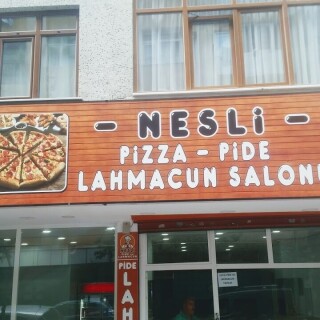 - NESLİ -
PİZZA - PİDE
LAHMACUN SALONU
PİDE
LAH